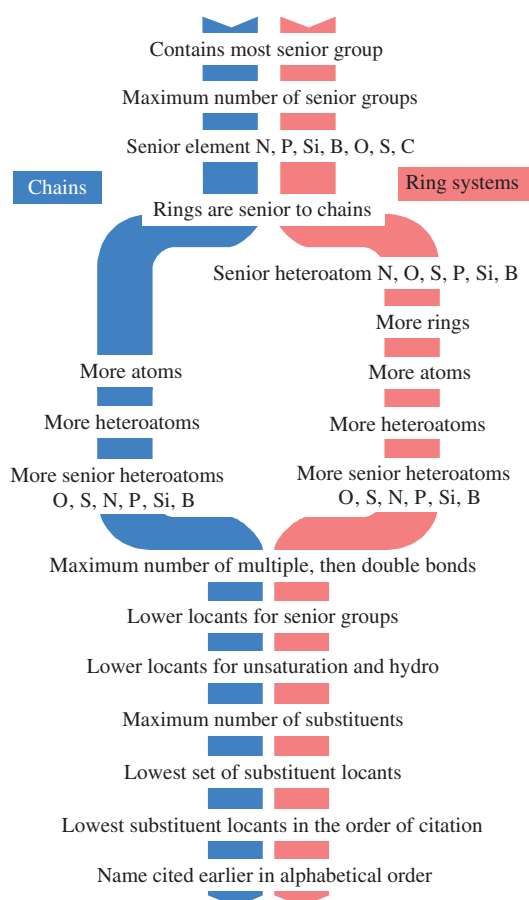 Contains most senior group
Maximum number of senior groups
Senior element N, P, Si, B, O, S, C
Chains
Ring systems
Rings are senior to chains
Senior heteroatom N, O, S, P, Si, B
More rings
More atoms
More atoms
More heteroatoms
More heteroatoms
More senior heteroatoms
O, S, N, P, Si, B
More senior heteroatoms
O, S, N, P, Si, B
Maximum number of multiple, then double bonds
Lower locants for senior groups
Lower locants for unsaturation and hydro
Maximum number of substituents
Lowest set of substituent locants
Lowest substituent locants in the order of citation
Name cited earlier in alphabetical order